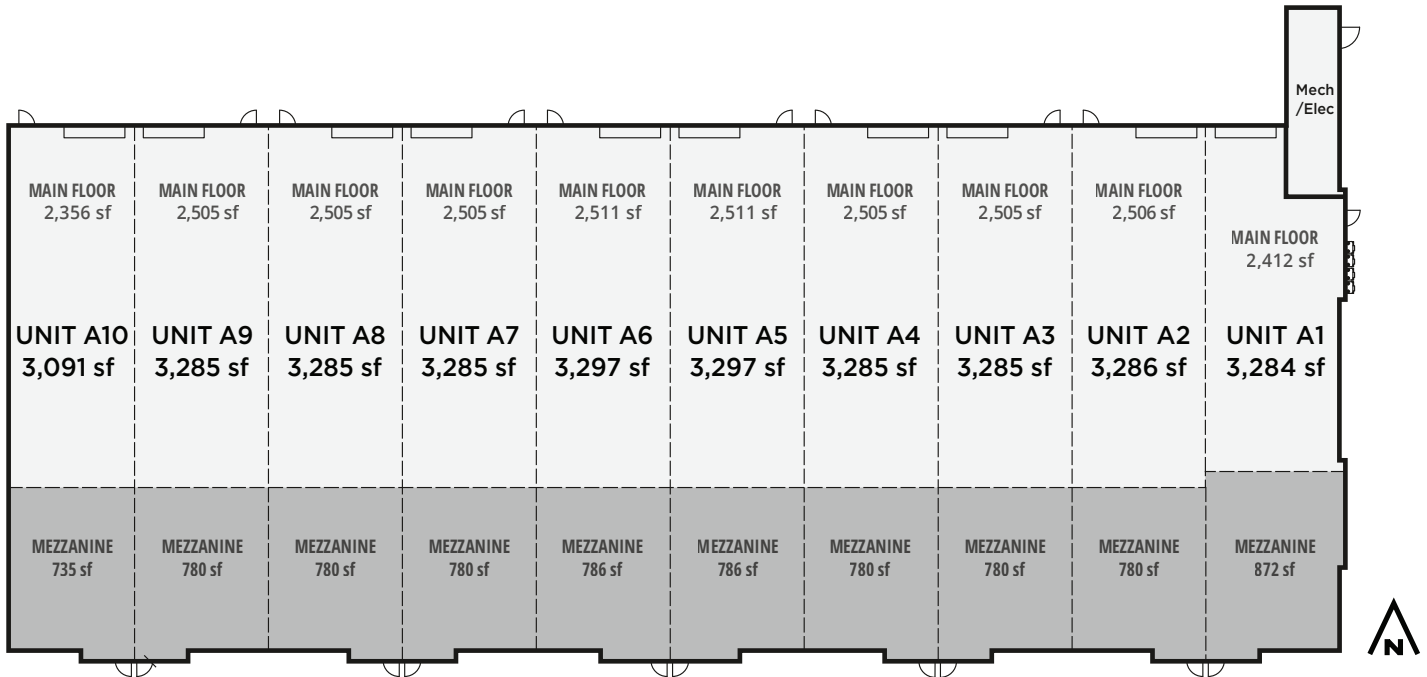 Mech
/Elec
MAIN FLOOR
2,356 sf
MAIN FLOOR
2,505 sf
MAIN FLOOR
2,505 sf
MAIN FLOOR
2,505 sf
MAIN FLOOR
2,511 sf
MAIN FLOOR
2,511 sf
MAIN FLOOR
2,505 sf
MAIN FLOOR
2,505 sf
MAIN FLOOR
2,506 sf
MAIN FLOOR
2,412 sf
UNIT A10
3,091 sf
UNIT A9
3,285 sf
UNIT A8
3,285 sf
UNIT A7
3,285 sf
UNIT A6
3,297 sf
UNIT A5
3,297 sf
UNIT A4
3,285 sf
UNIT A3
3,285 sf
UNIT A2
3,286 sf
UNIT A1
3,284 sf
MEZZANINE
735 sf
MEZZANINE
780 sf
MEZZANINE
780 sf
MEZZANINE
780 sf
MEZZANINE
786 sf
MEZZANINE
786 sf
MEZZANINE
780 sf
MEZZANINE
780 sf
MEZZANINE
780 sf
MEZZANINE
872 sf
N